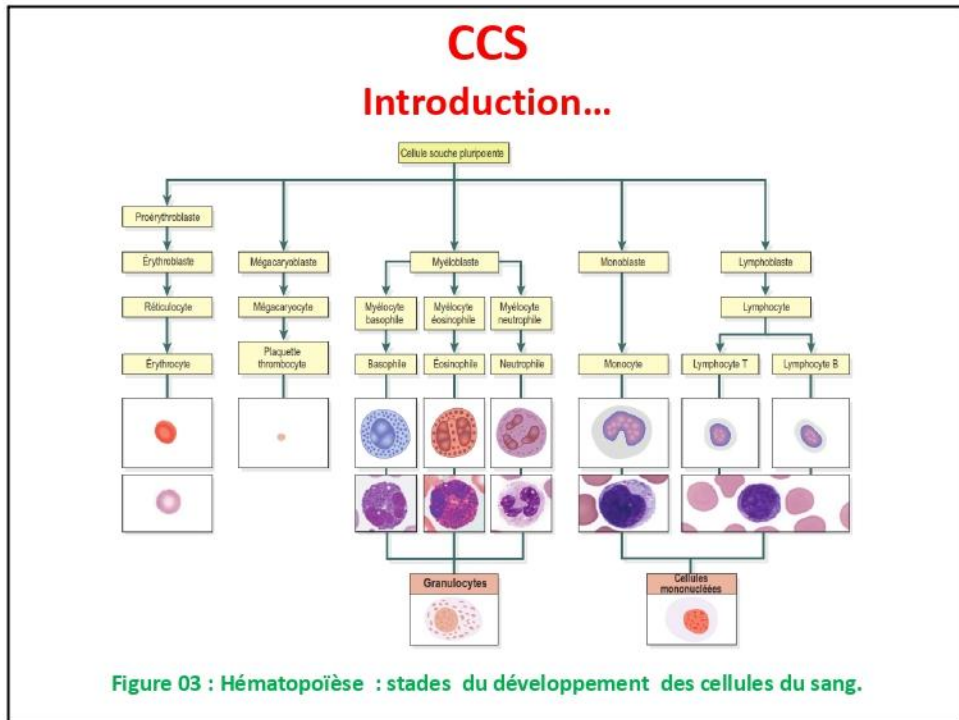 CCS
Introduction...
Cellule souche pluripotente
Proérythroblaste
Érythroblaste
Mégacaryoblaste
Myéloblaste
Monoblaste
Lymphoblaste
Réticulocyte
Mégacaryocyte
Myélocyte
basophile
Myélocyte
éosinophile
Myélocyte
neutrophile
Lymphocyte
Érythrocyte
Plaquette
thrombocyte
Basophile
Éosinophile
Neutrophile
Monocyte
Lymphocyte T
Lymphocyte B
Granulocytes
Cellules
mononucléées
Figure 03 : Hématopoïèse : stades du développement des cellules du sang.